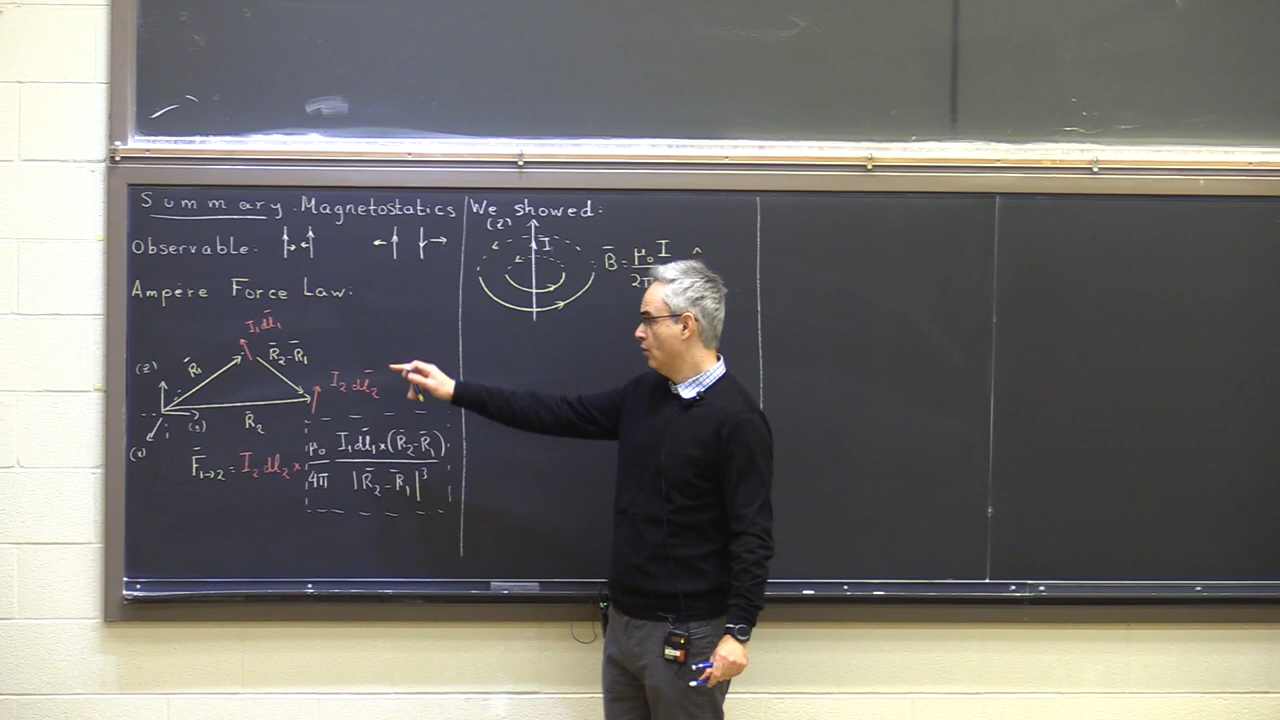 Summary. Magnetostatics
Observable:
Ampère Force Law:
I₁dl̄₁
R̄₁
R̄₂-R̄₁
(z)
I₂dl̄₂
(y)
R̄₂
(x)
F̄₁→₂ = I₂dl̄₂ × μ₀/4π I₁dl̄₁×(R̄₂-R̄₁)/|R̄₂-R̄₁|³
We showed:
(z)
I
B̄ = μ₀I/2π ^